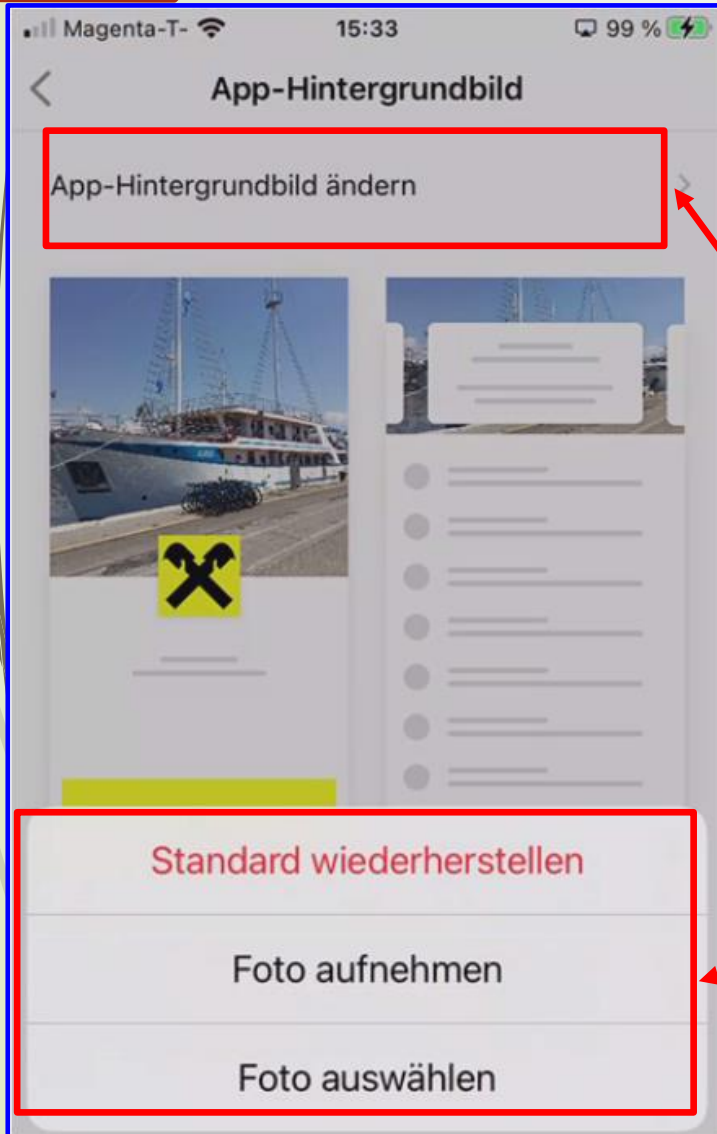 Magenta-T- 15:33 99 %
App-Hintergrundbild
App-Hintergrundbild ändern
Standard wiederherstellen
Foto aufnehmen
Foto auswählen